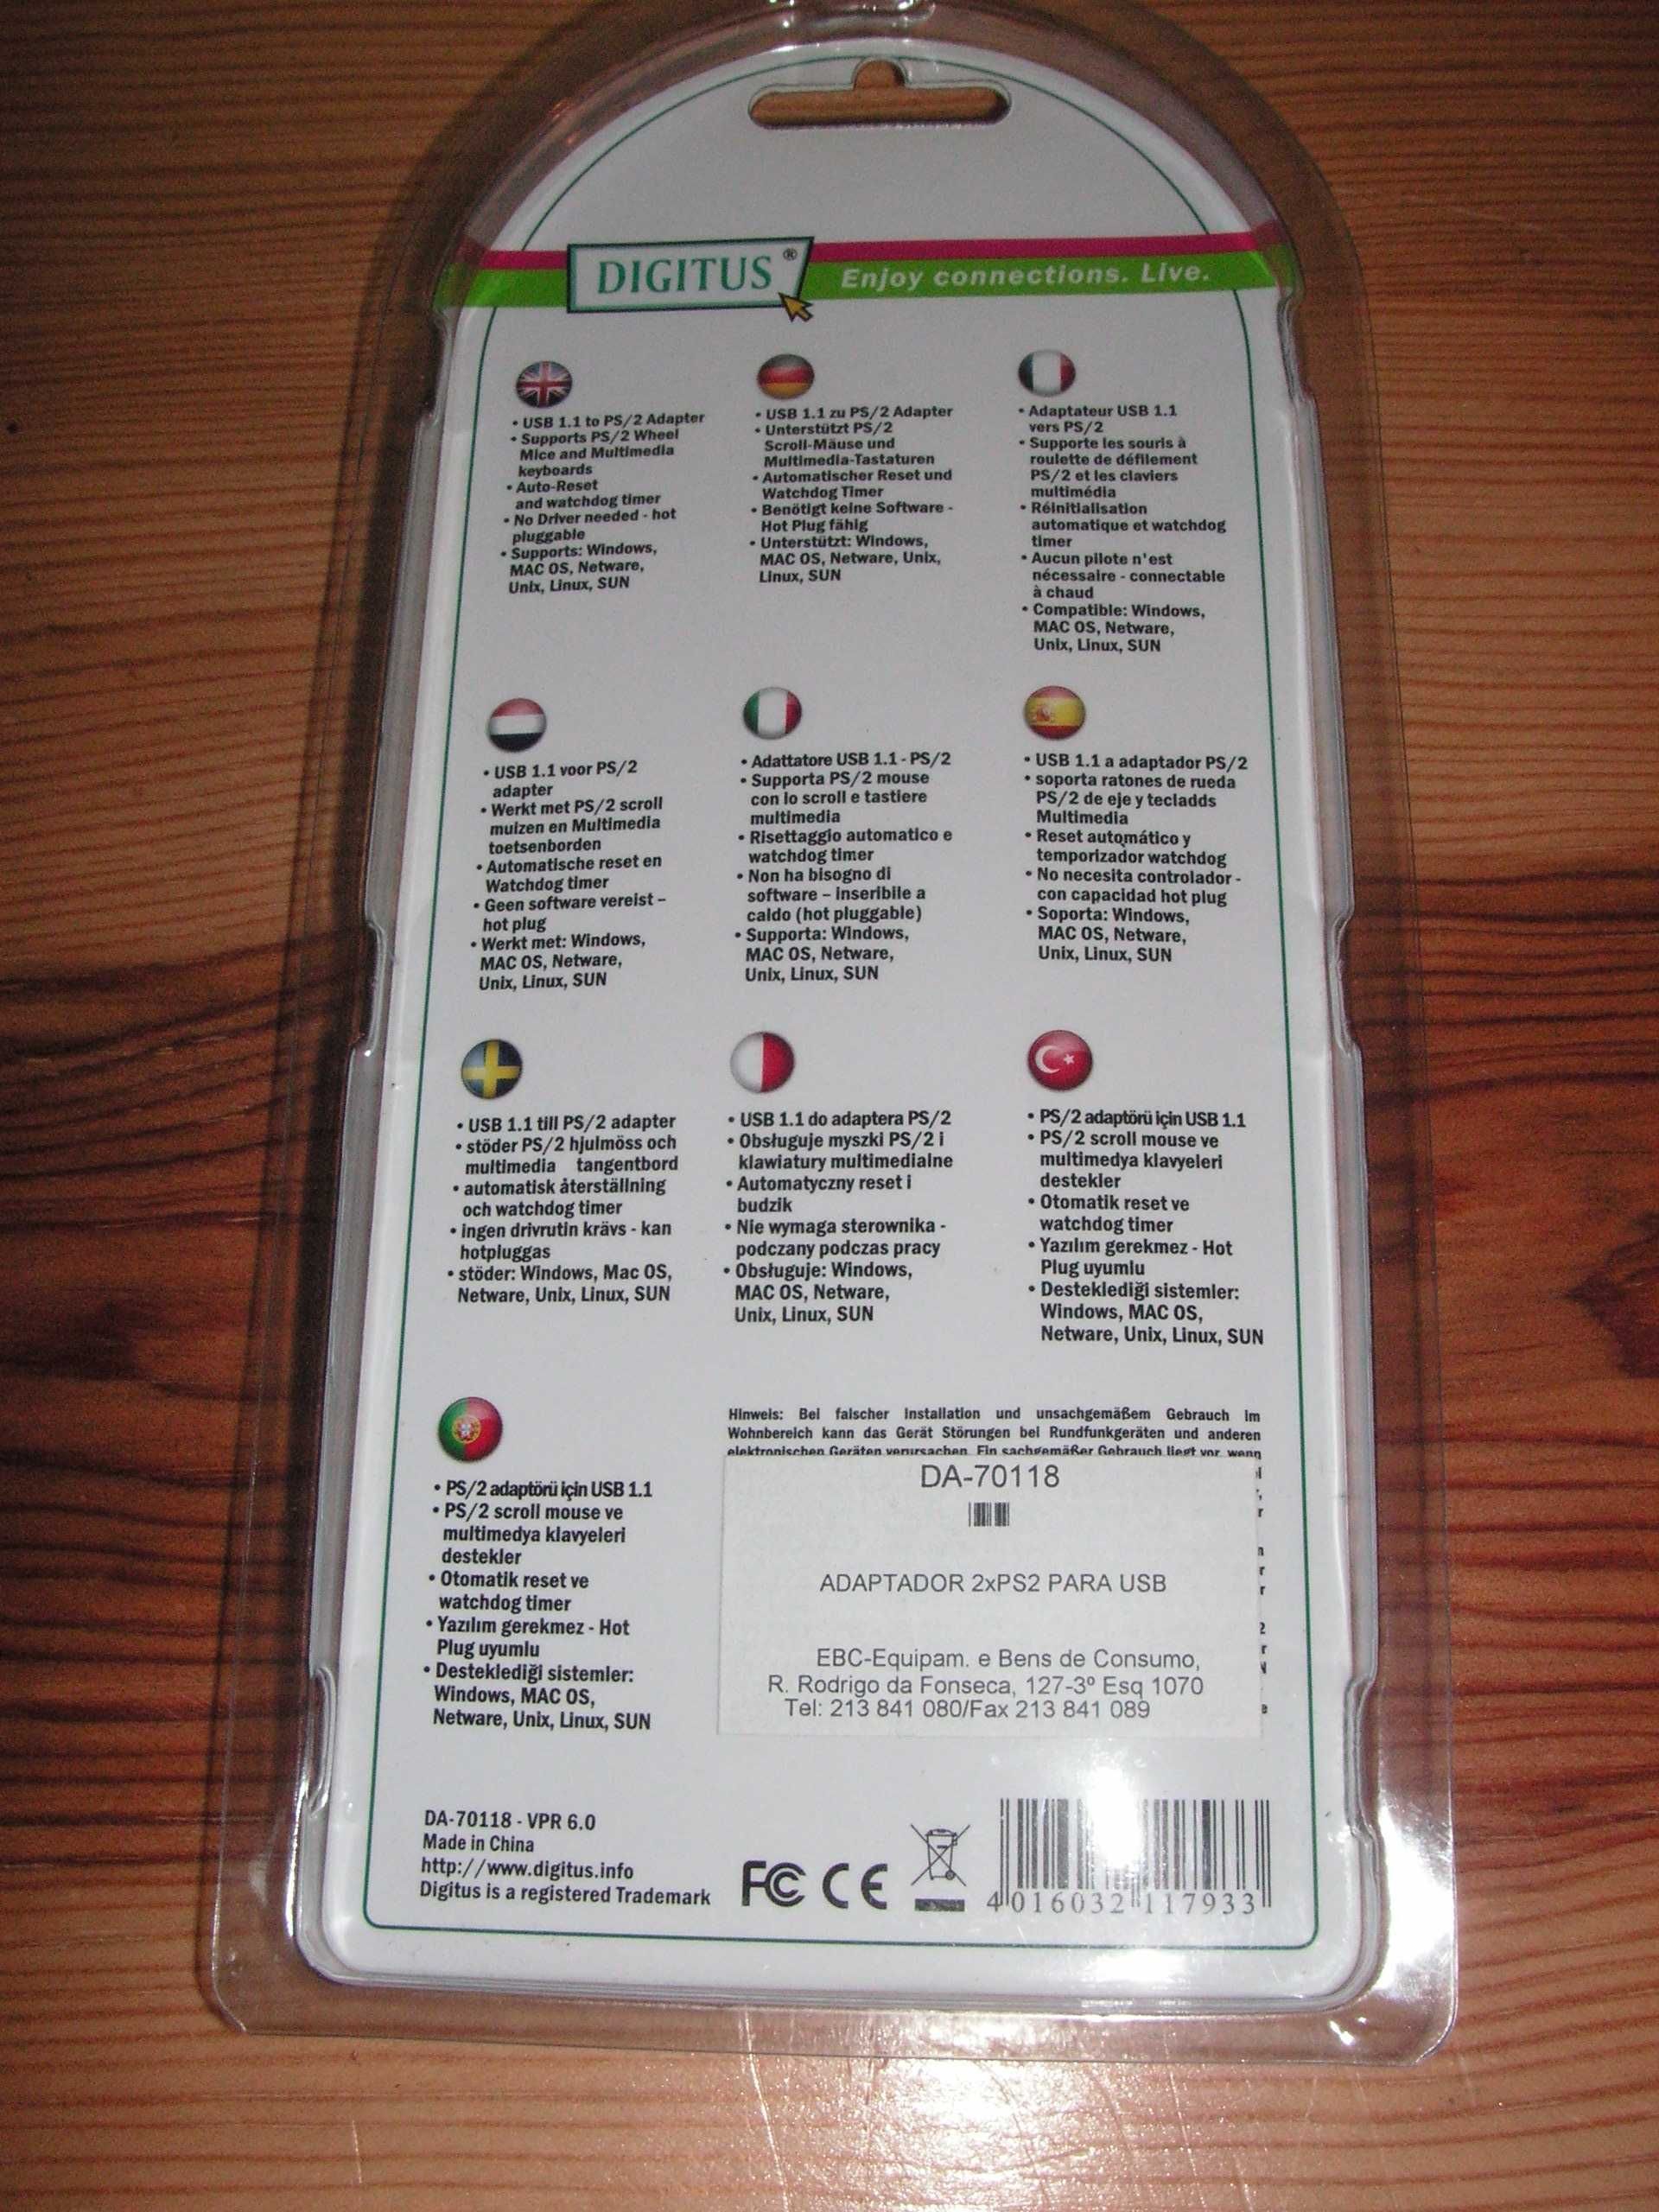 DIGITUS®
Enjoy connections. Live.
• USB 1.1 to PS/2 Adapter
• Supports PS/2 Wheel
Mice and Multimedia
keyboards
• Auto-Reset
and watchdog timer
• No Driver needed - hot
pluggable
• Supports: Windows,
MAC OS, Netware,
Unix, Linux, SUN
• USB 1.1 zu PS/2 Adapter
• Unterstützt PS/2
Scroll-Mäuse und
Multimedia-Tastaturen
• Automatischer Reset und
Watchdog Timer
• Benötigt keine Software -
Hot Plug fähig
• Unterstützt: Windows,
MAC OS, Netware, Unix,
Linux, SUN
• Adaptateur USB 1.1
vers PS/2
• Supporte les souris à
roulette de défilement
PS/2 et les claviers
multimédia
• Réinitialisation
automatique et watchdog
timer
• Aucun pilote n'est
nécessaire - connectable
à chaud
• Compatible: Windows,
MAC OS, Netware,
Unix, Linux, SUN
• USB 1.1 voor PS/2
adapter
• Werkt met PS/2 scroll
muizen en Multimedia
toetsenborden
• Automatische reset en
Watchdog timer
• Geen software vereist –
hot plug
• Werkt met: Windows,
MAC OS, Netware,
Unix, Linux, SUN
• Adattatore USB 1.1 - PS/2
• Supporta PS/2 mouse
con lo scroll e tastiere
multimedia
• Risettaggio automatico e
watchdog timer
• Non ha bisogno di
software – inseribile a
caldo (hot pluggable)
• Supporta: Windows,
MAC OS, Netware,
Unix, Linux, SUN
• USB 1.1 a adaptador PS/2
• soporta ratones de rueda
PS/2 de eje y tecladds
Multimedia
• Reset automático y
temporizador watchdog
• No necesita controlador -
con capacidad hot plug
• Soporta: Windows,
MAC OS, Netware,
Unix, Linux, SUN
• USB 1.1 till PS/2 adapter
• stöder PS/2 hjulmöss och
multimedia tangentbord
• automatisk återställning
och watchdog timer
• ingen drivrutin krävs - kan
hotpluggas
• stöder: Windows, Mac OS,
Netware, Unix, Linux, SUN
• USB 1.1 do adaptera PS/2
• Obsługuje myszki PS/2 i
klawiatury multimedialne
• Automatyczny reset i
budzik
• Nie wymaga sterownika -
podczany podczas pracy
• Obsługuje: Windows,
MAC OS, Netware,
Unix, Linux, SUN
• PS/2 adaptörü için USB 1.1
• PS/2 scroll mouse ve
multimedya klavyeleri
destekler
• Otomatik reset ve
watchdog timer
• Yazılım gerekmez - Hot
Plug uyumlu
• Desteklediği sistemler:
Windows, MAC OS,
Netware, Unix, Linux, SUN
• PS/2 adaptörü için USB 1.1
• PS/2 scroll mouse ve
multimedya klavyeleri
destekler
• Otomatik reset ve
watchdog timer
• Yazılım gerekmez - Hot
Plug uyumlu
• Desteklediği sistemler:
Windows, MAC OS,
Netware, Unix, Linux, SUN
Hinweis: Bei falscher Installation und unsachgemäßem Gebrauch im
Wohnbereich kann das Gerät Störungen bei Rundfunkgeräten und anderen
elektronischen Geräten verursachen. Ein sachgemäßer Gebrauch liegt vor, wenn
DA-70118
ADAPTADOR 2xPS2 PARA USB
EBC-Equipam. e Bens de Consumo,
R. Rodrigo da Fonseca, 127-3º Esq 1070
Tel: 213 841 080/Fax 213 841 089
DA-70118 - VPR 6.0
Made in China
http://www.digitus.info
Digitus is a registered Trademark
FC CE
4 016032 117933